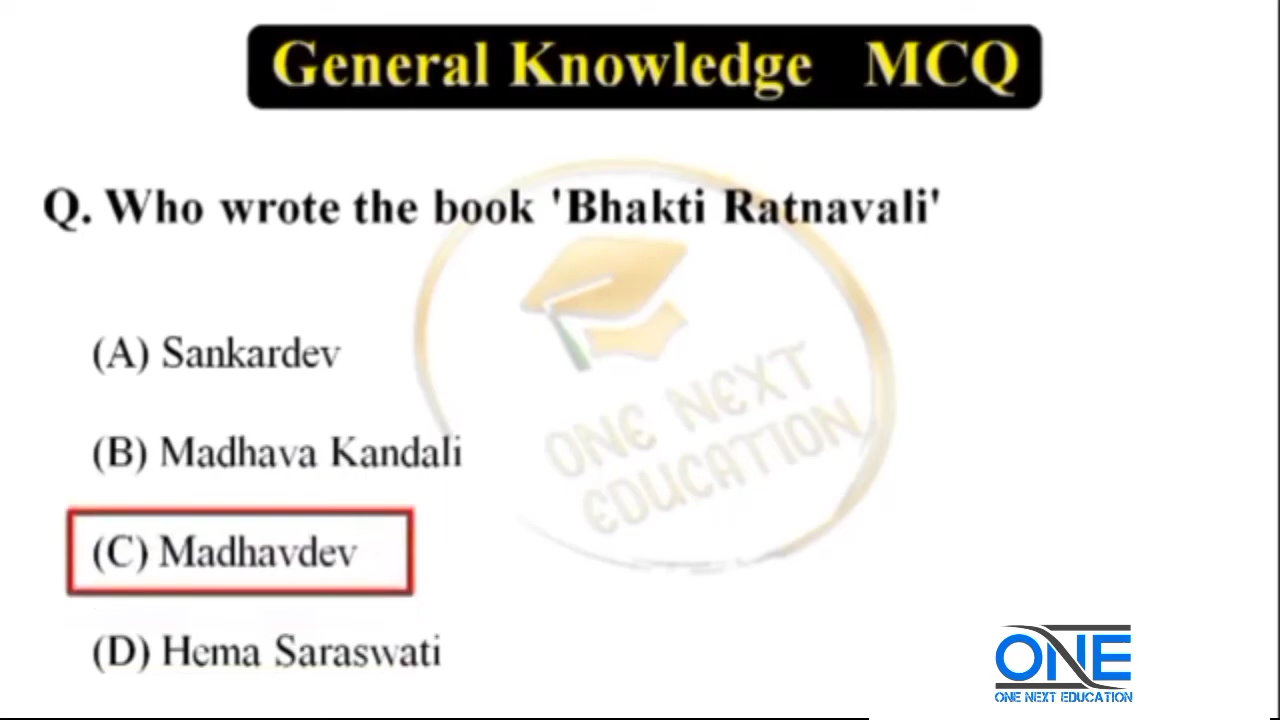 General Knowledge MCQ
Q. Who wrote the book 'Bhakti Ratnavali'
(A) Sankardev
(B) Madhava Kandali
(C) Madhavdev
(D) Hema Saraswati
ONE NEXT
EDUCATION
ONE
ONE NEXT EDUCATION